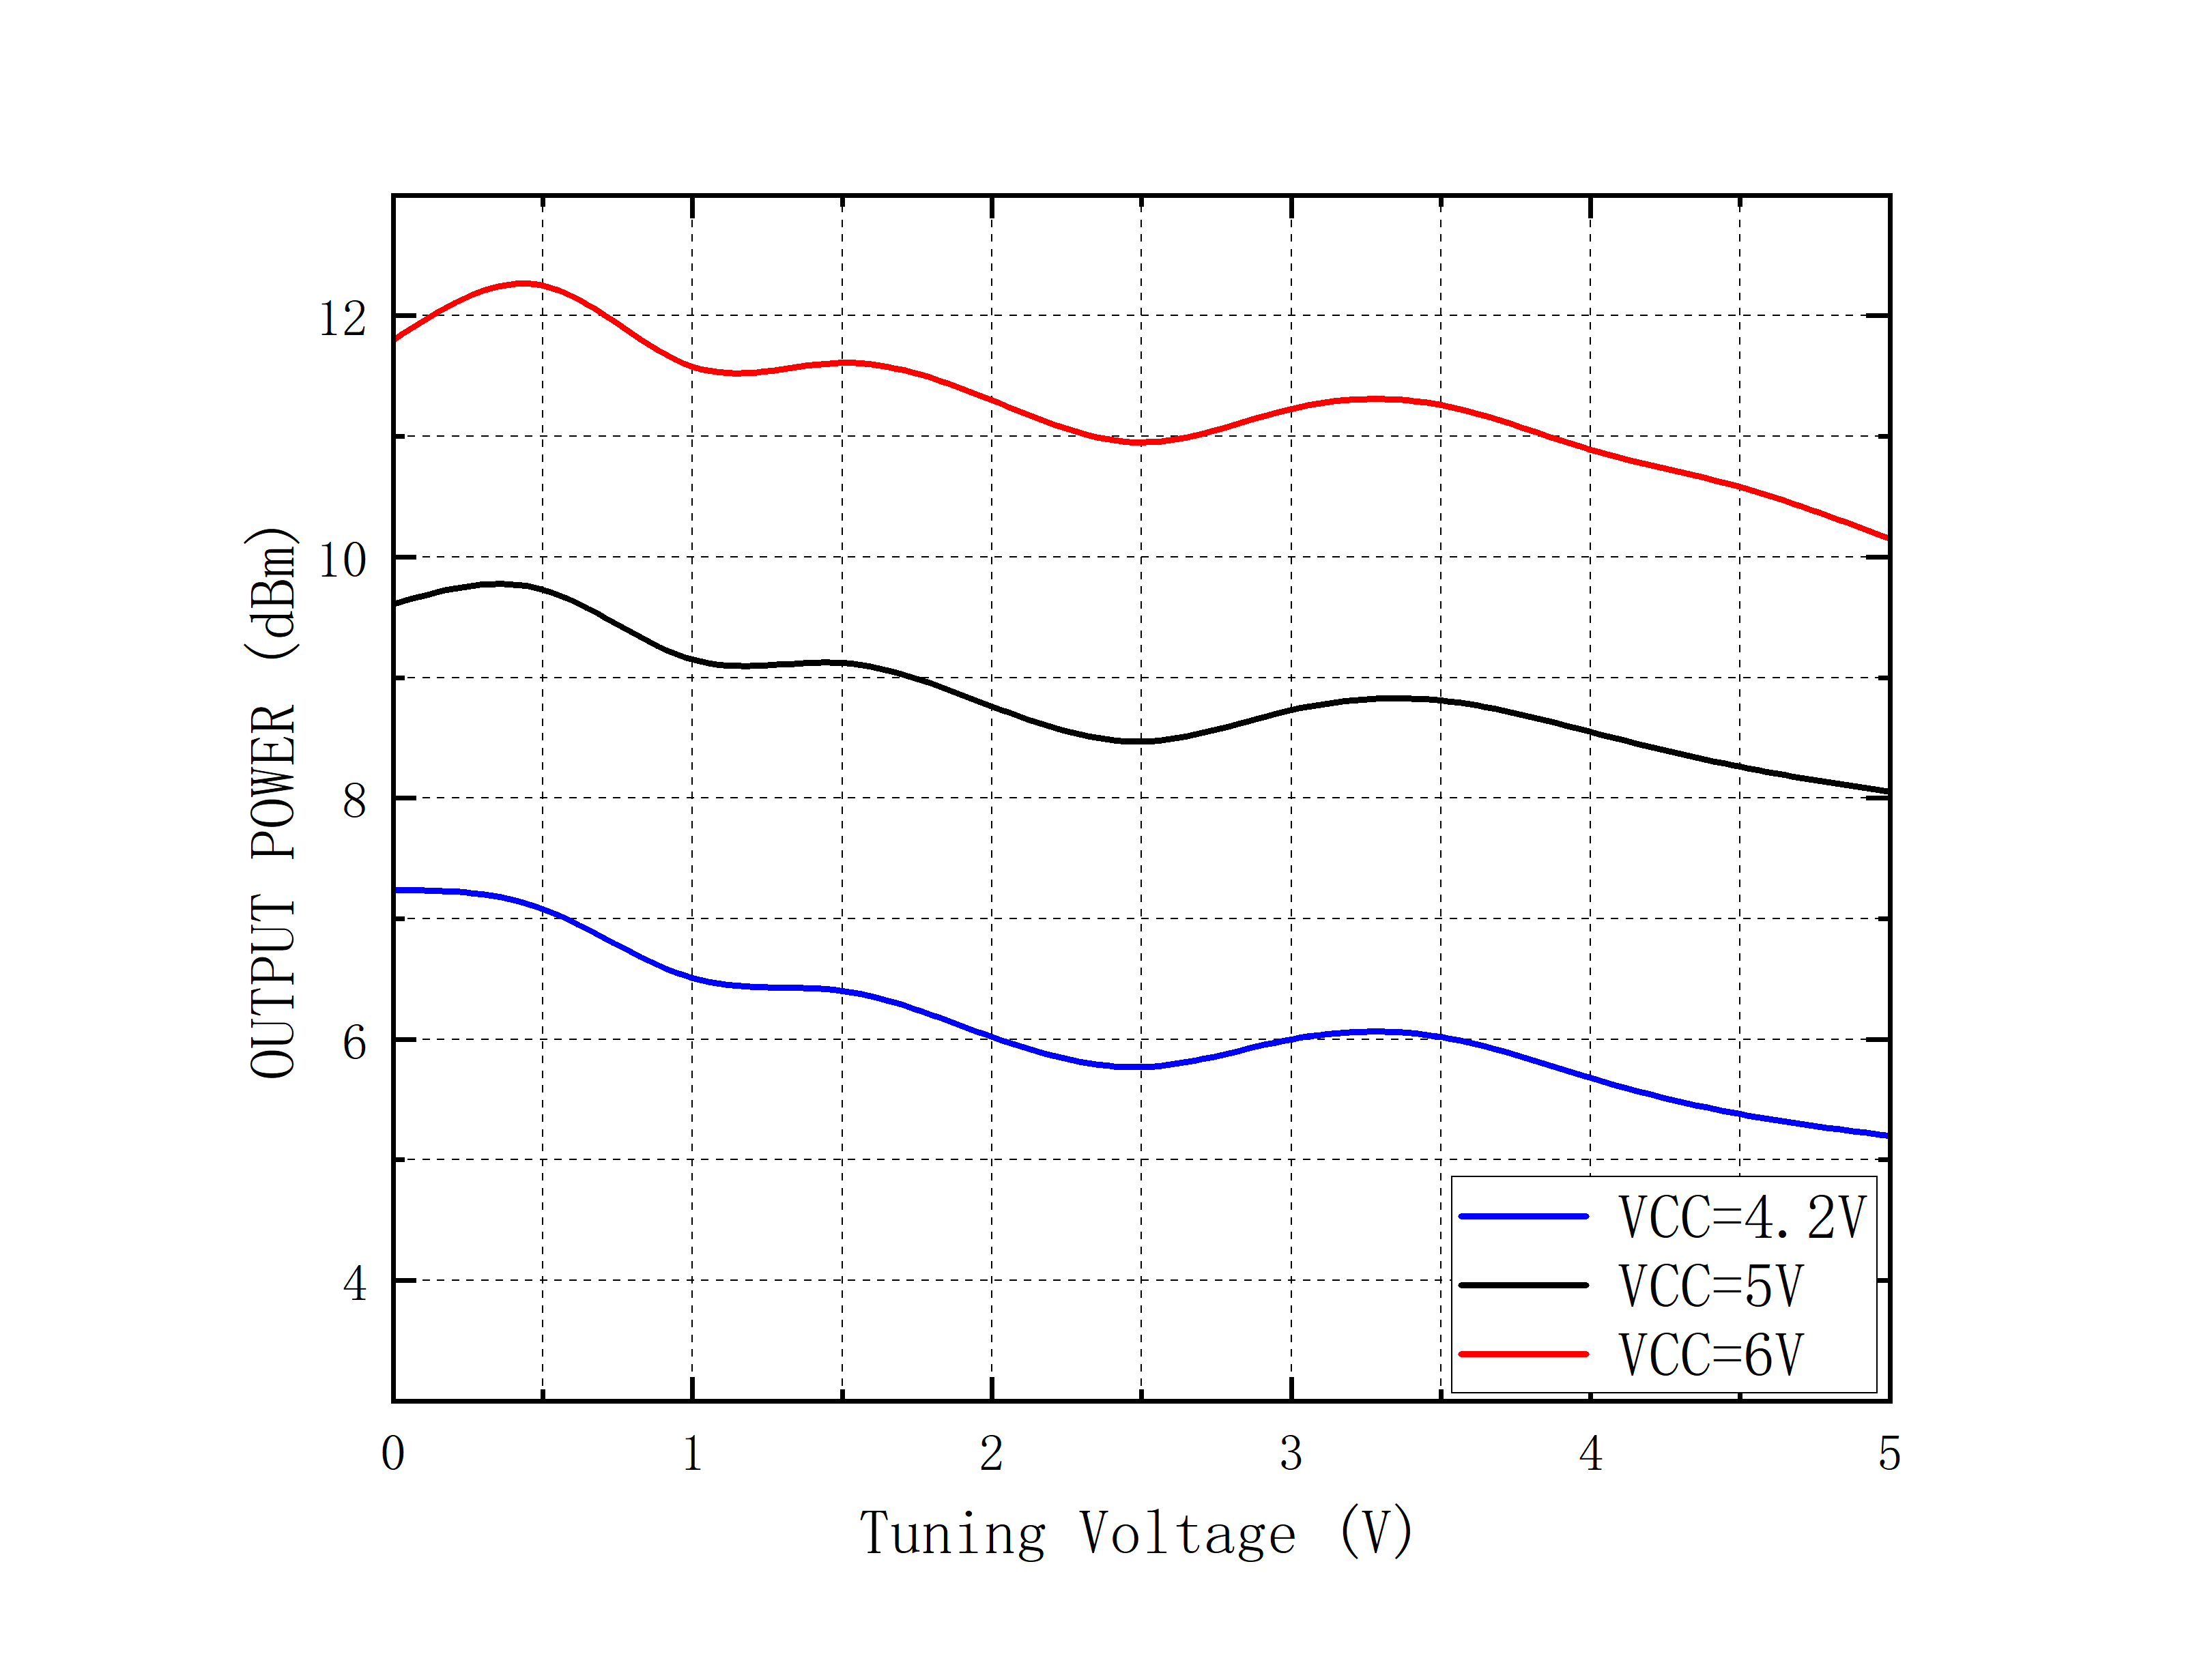 12
10
8
6
4
OUTPUT POWER (dBm)
0 1 2 3 4 5
Tuning Voltage (V)
VCC=4.2V
VCC=5V
VCC=6V